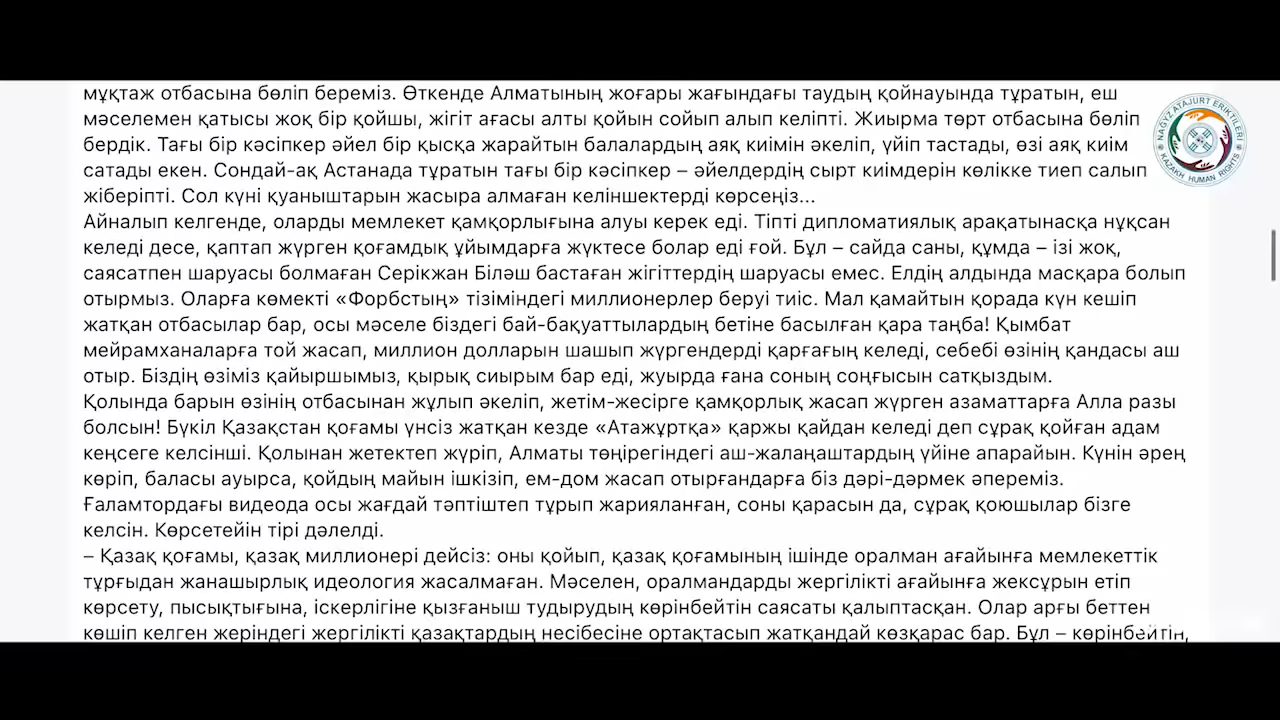 мұқтаж отбасына бөліп береміз. Өткенде Алматының жоғары жағындағы таудың қойнауында тұратын, еш
мәселемен қатысы жоқ бір қойшы, жігіт ағасы алты қойын сойып алып келіпті. Жиырма төрт отбасына бөліп
бердік. Тағы бір кәсіпкер әйел бір қысқа жарайтын балалардың аяқ киімін әкеліп, үйіп тастады, өзі аяқ киім
сатады екен. Сондай-ақ Астанада тұратын тағы бір кәсіпкер – әйелдердің сырт киімдерін көлікке тиеп салып
жіберіпті. Сол күні қуаныштарын жасыра алмаған келіншектерді көрсеңіз...
Айналып келгенде, оларды мемлекет қамқорлығына алуы керек еді. Тіпті дипломатиялық арақатынасқа нұқсан
келеді десе, қаптап жүрген қоғамдық ұйымдарға жүктесе болар еді ғой. Бұл – сайда саны, құмда – ізі жоқ,
саясатпен шаруасы болмаған Серікжан Біләш бастаған жігіттердің шаруасы емес. Елдің алдында масқара болып
отырмыз. Оларға көмекті «Форбстың» тізіміндегі миллионерлер беруі тиіс. Мал қамайтын қорада күн кешіп
жатқан отбасылар бар, осы мәселе біздегі бай-бақуаттылардың бетіне басылған қара таңба! Қымбат
мейрамханаларға той жасап, миллион долларын шашып жүргендерді қарғағың келеді, себебі өзінің қандасы аш
отыр. Біздің өзіміз қайыршымыз, қырық сиырым бар еді, жуырда ғана соның соңғысын сатқыздым.
Қолында барын өзінің отбасынан жұлып әкеліп, жетім-жесірге қамқорлық жасап жүрген азаматтарға Алла разы
болсын! Бүкіл Қазақстан қоғамы үнсіз жатқан кезде «Атажұртқа» қаржы қайдан келеді деп сұрақ қойған адам
кеңсеге келсінші. Қолынан жетектеп жүріп, Алматы төңірегіндегі аш-жалаңаштардың үйіне апарайын. Күнін әрең
көріп, баласы ауырса, қойдың майын ішкізіп, ем-дом жасап отырғандарға біз дәрі-дәрмек әпереміз.
Ғаламтордағы видеода осы жағдай тәптіштеп тұрып жарияланған, соны қарасын да, сұрақ қоюшылар бізге
келсін. Көрсетейін тірі дәлелді.
– Қазақ қоғамы, қазақ миллионері дейсіз: оны қойып, қазақ қоғамының ішінде оралман ағайынға мемлекеттік
тұрғыдан жанашырлық идеология жасалмаған. Мәселен, оралмандарды жергілікті ағайынға жексұрын етіп
көрсету, пысықтығына, іскерлігіне қызғаныш тудырудың көрінбейтін саясаты қалыптасқан. Олар арғы беттен
көшіп келген жеріндегі жергілікті қазақтардың несібесіне ортақтасып жатқандай көзқарас бар. Бұл – көрінбейтін,
NAĞYZ ATAJURT ERIKTILERI
KAZAKH HUMAN RIGHTS